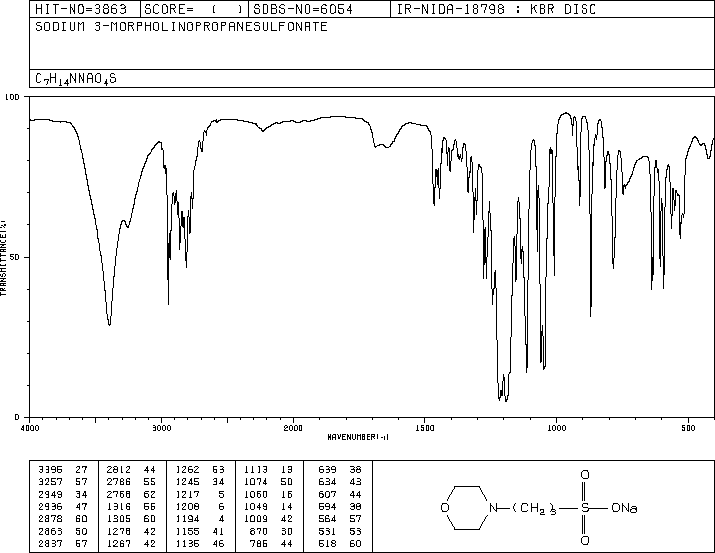 HIT-NO=3863 SCORE= ( ) SDBS-NO=6054 IR-NIDA-18798 : KBR DISC
SODIUM 3-MORPHOLINOPROPANESULFONATE
C7H14NNAO4S
100
50
0
TRANSMITTANCE(%)
4000 3000 2000 1500 1000 500
WAVENUMBER(-1)
3395 27 2812 44 1262 63 1113 13 639 38
3257 57 2786 55 1245 34 1074 50 634 43
2949 34 2768 62 1217 5 1060 16 607 44
2936 47 1316 55 1208 6 1049 14 594 38
2878 60 1305 60 1194 4 1009 42 564 57
2863 50 1278 42 1155 41 870 30 531 53
2837 57 1267 42 1136 46 786 44 518 60
O
O N (CH2)3 S ONa
O